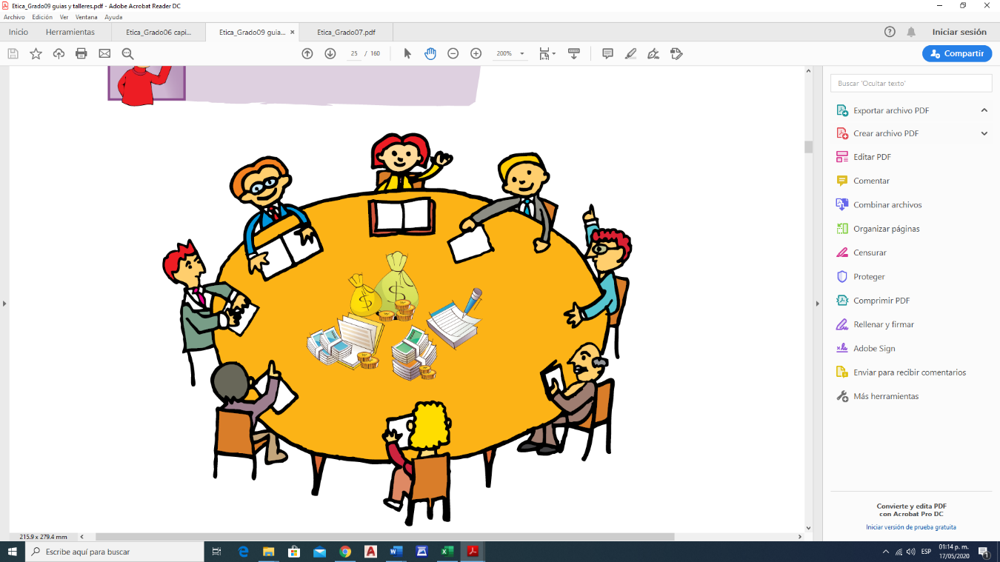 Etica_Grado09 guias y talleres.pdf - Adobe Acrobat Reader DC
Archivo Edición Ver Ventana Ayuda
Inicio Herramientas Etica_Grado06 capi... Etica_Grado09 guia... × Etica_Grado07.pdf Iniciar sesión
25 / 160 200% Compartir
Buscar 'Ocultar texto'
Exportar archivo PDF
Crear archivo PDF
Editar PDF
Comentar
Combinar archivos
Organizar páginas
Censurar
Proteger
Comprimir PDF
Rellenar y firmar
Adobe Sign
Enviar para recibir comentarios
Más herramientas
Convierte y edita PDF
con Acrobat Pro DC
Iniciar versión de prueba gratuita
$ $
215.9 x 279.4 mm
Escribe aquí para buscar
ESP
01:14 p. m.
17/05/2020
1